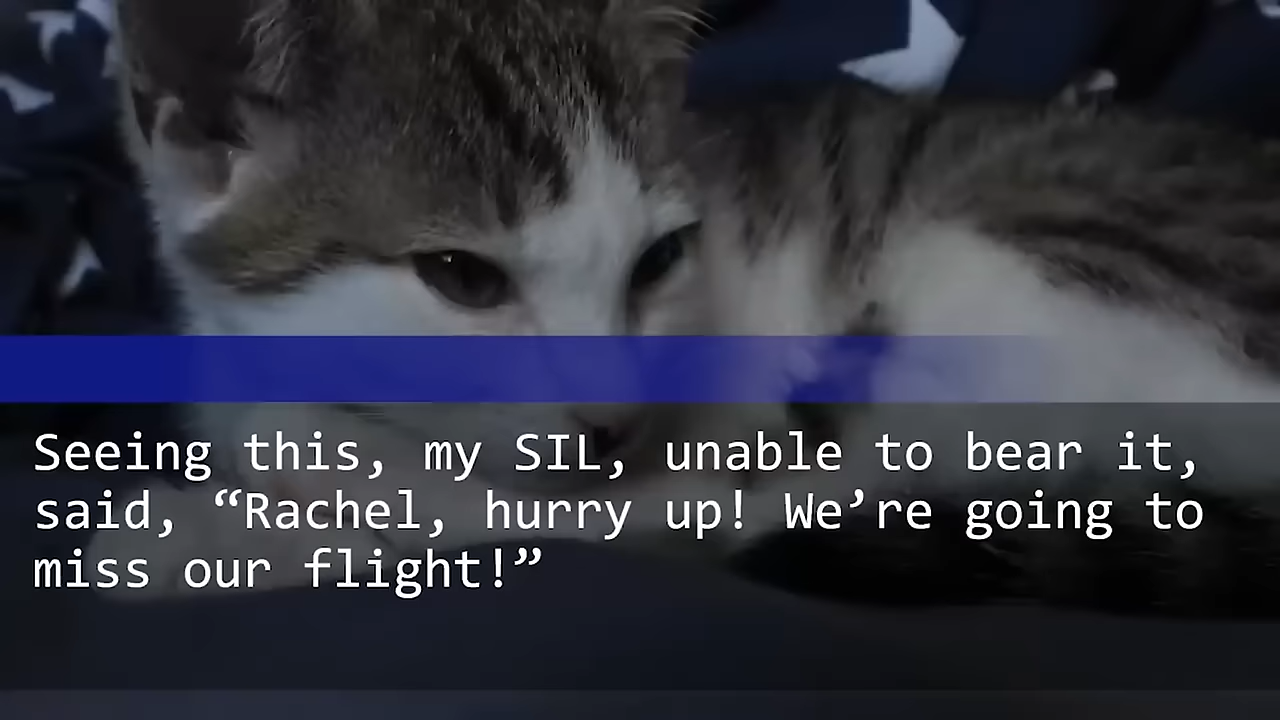 Seeing this, my SIL, unable to bear it,
said, “Rachel, hurry up! We’re going to
miss our flight!”